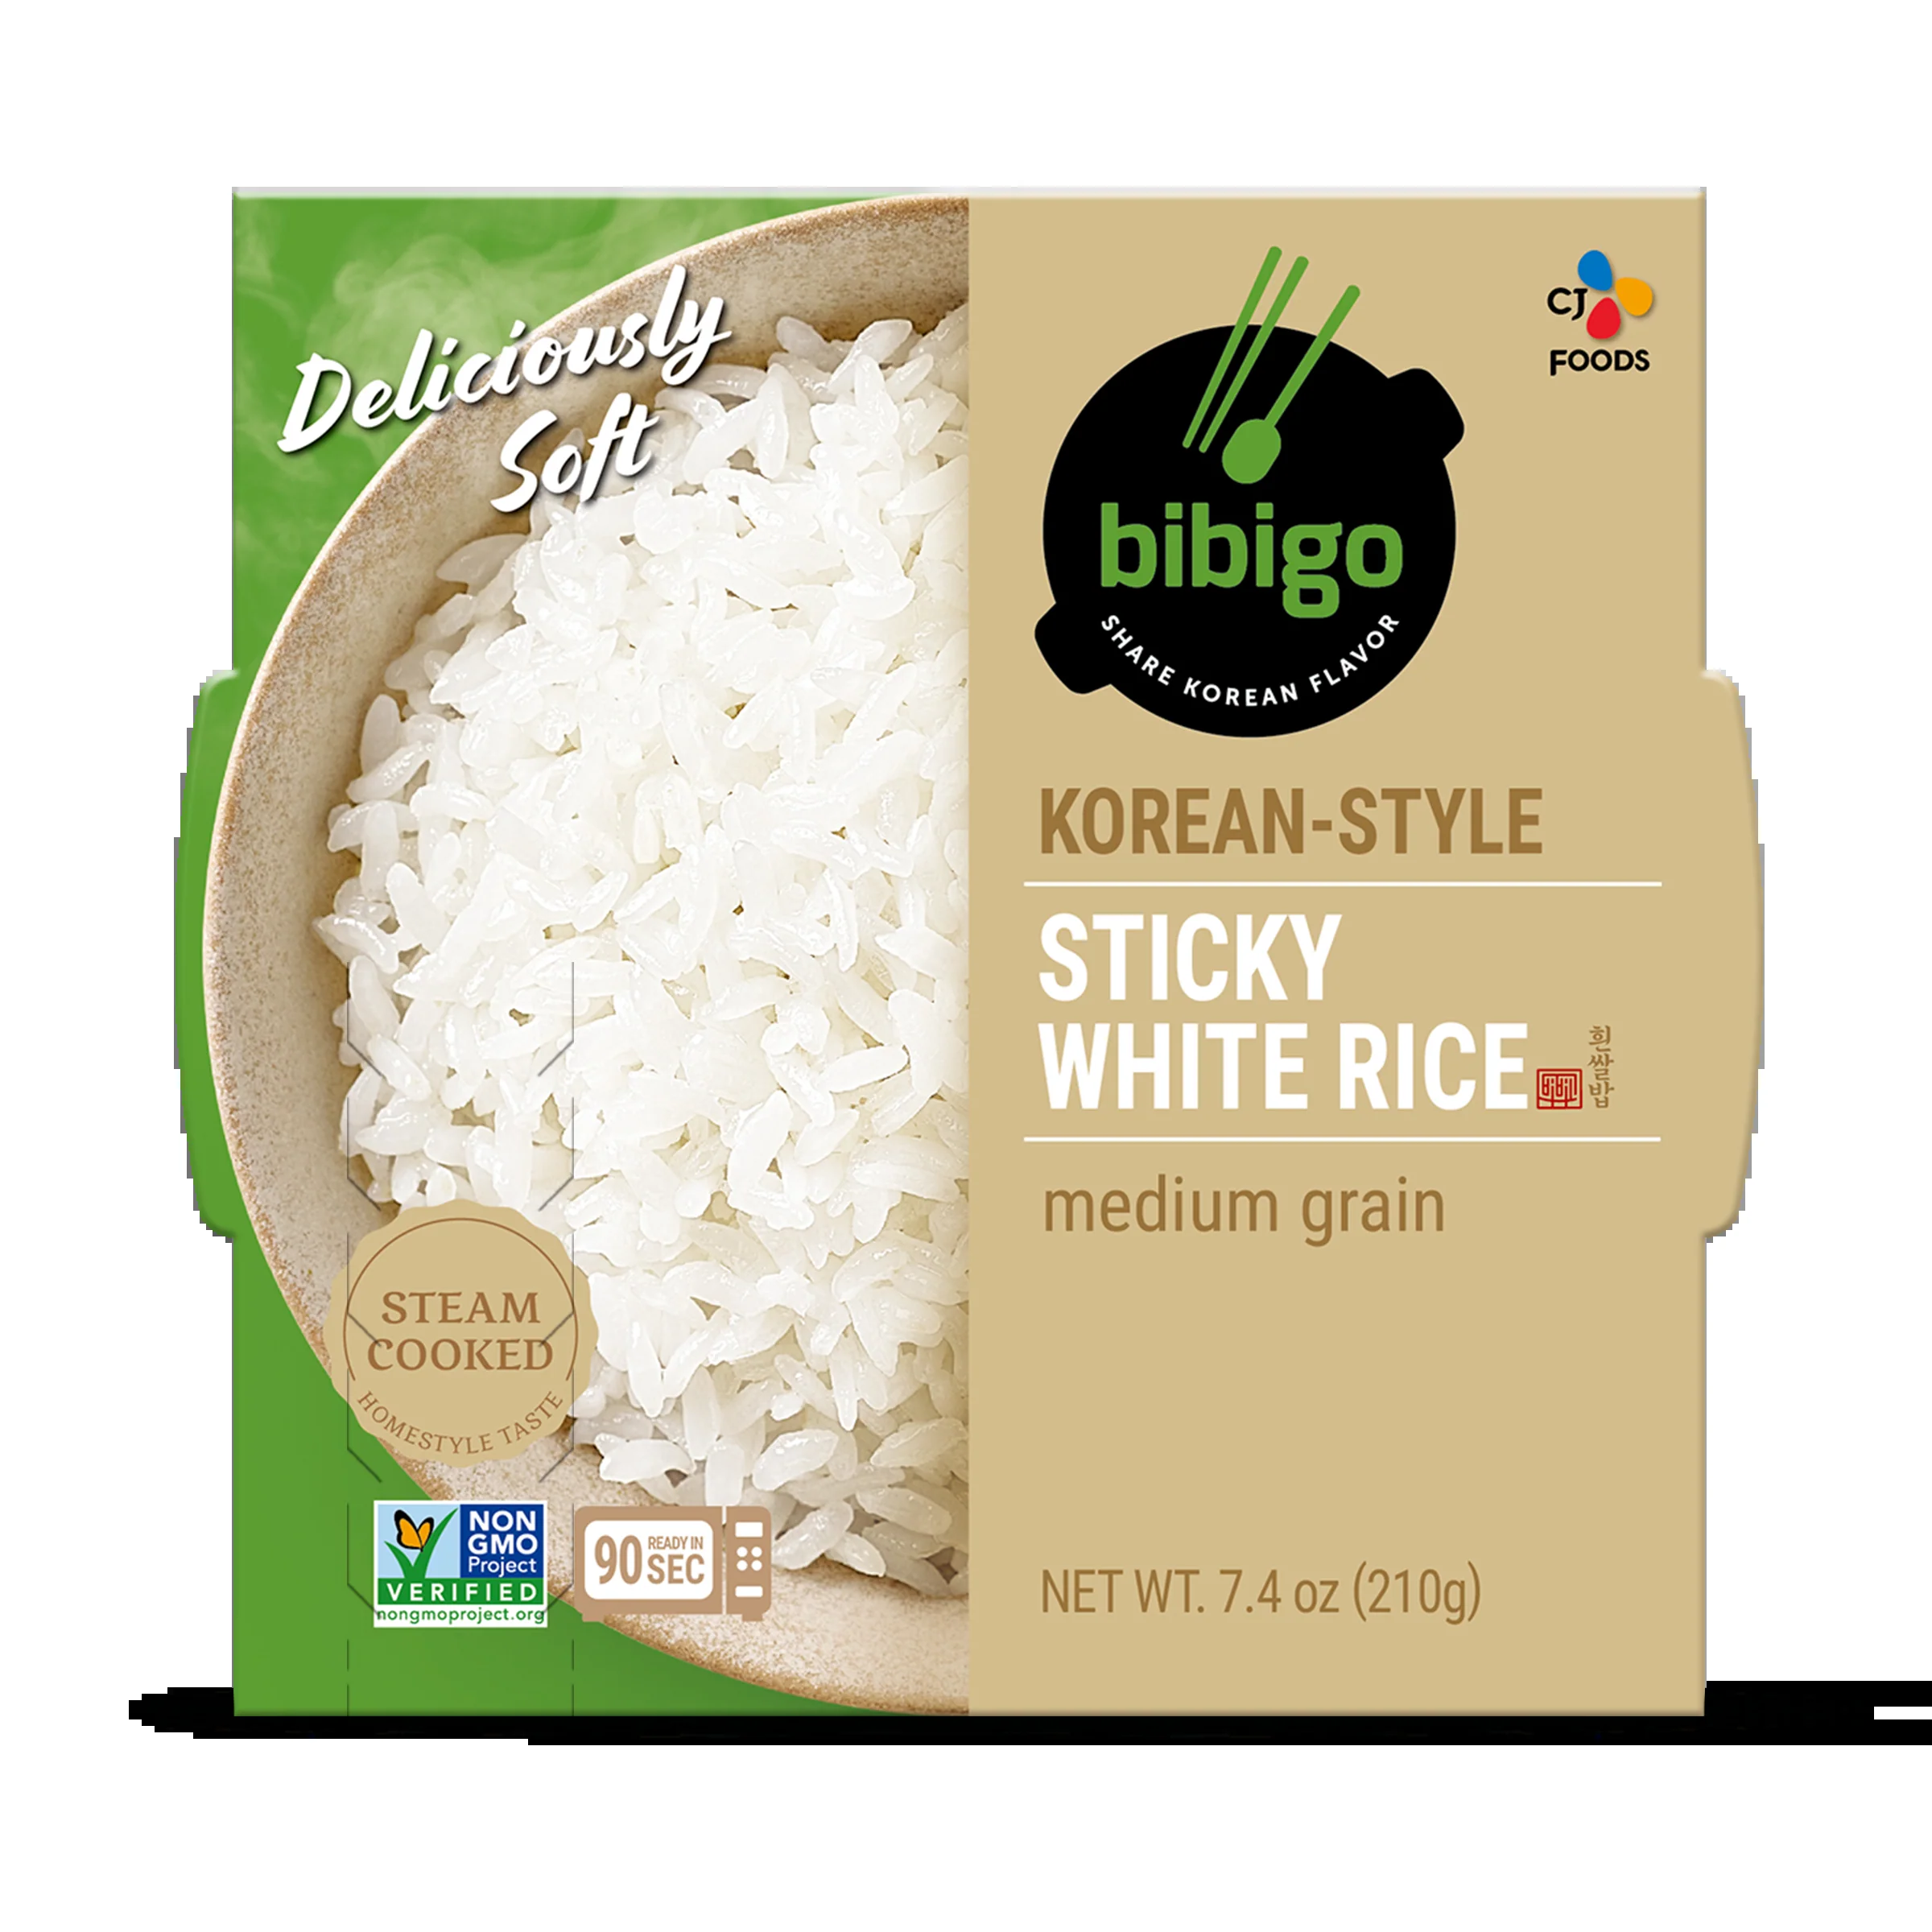 Deliciously
Soft
CJ
FOODS
bibigo
SHARE KOREAN FLAVOR
KOREAN-STYLE
STICKY
WHITE RICE
흰쌀밥
medium grain
STEAM
COOKED
HOMESTYLE TASTE
NON
GMO
Project
VERIFIED
nongmoproject.org
90 READY IN
SEC
NET WT. 7.4 oz (210g)